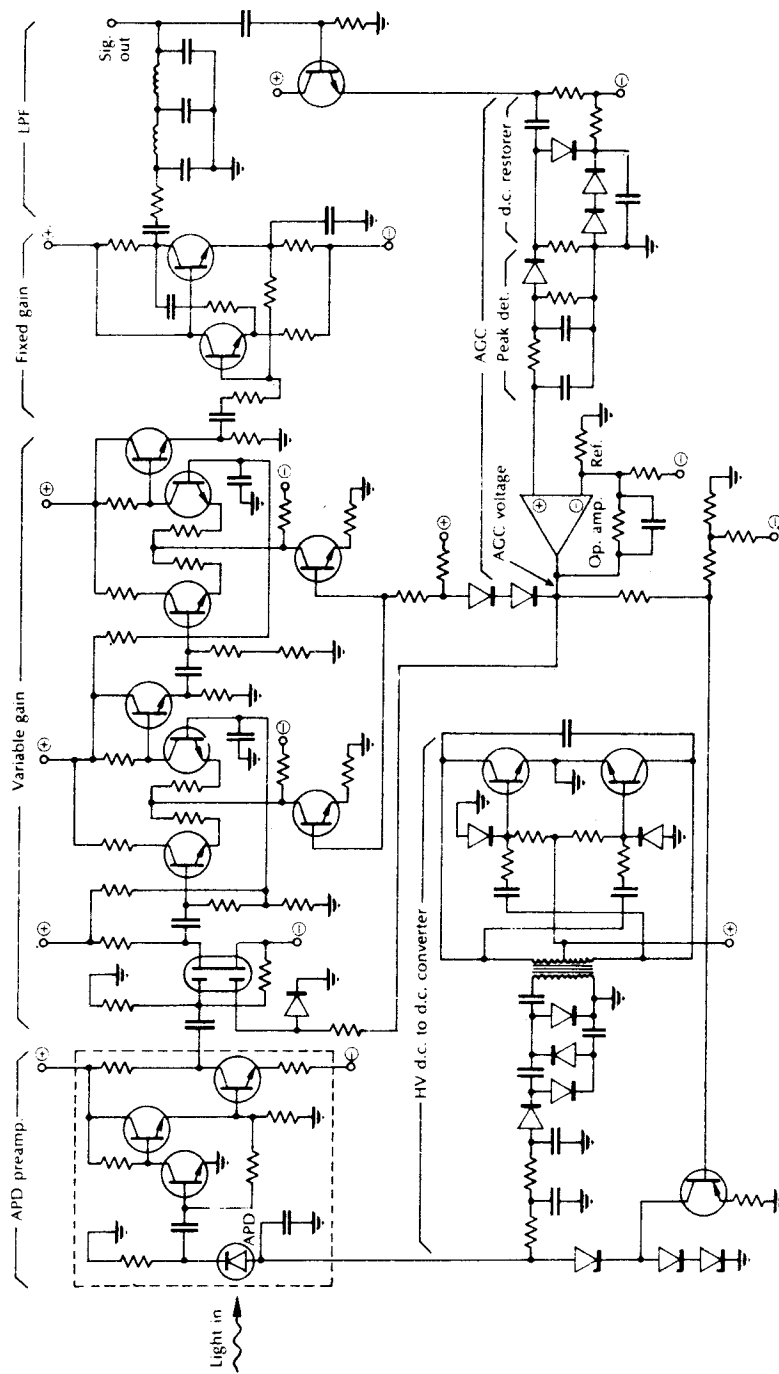 APD preamp.
Variable gain
Fixed gain
LPF
Light in
APD
Sig.
out
AGC
Peak det.
d.c. restorer
AGC voltage
Op. amp.
Ref.
HV d.c. to d.c. converter